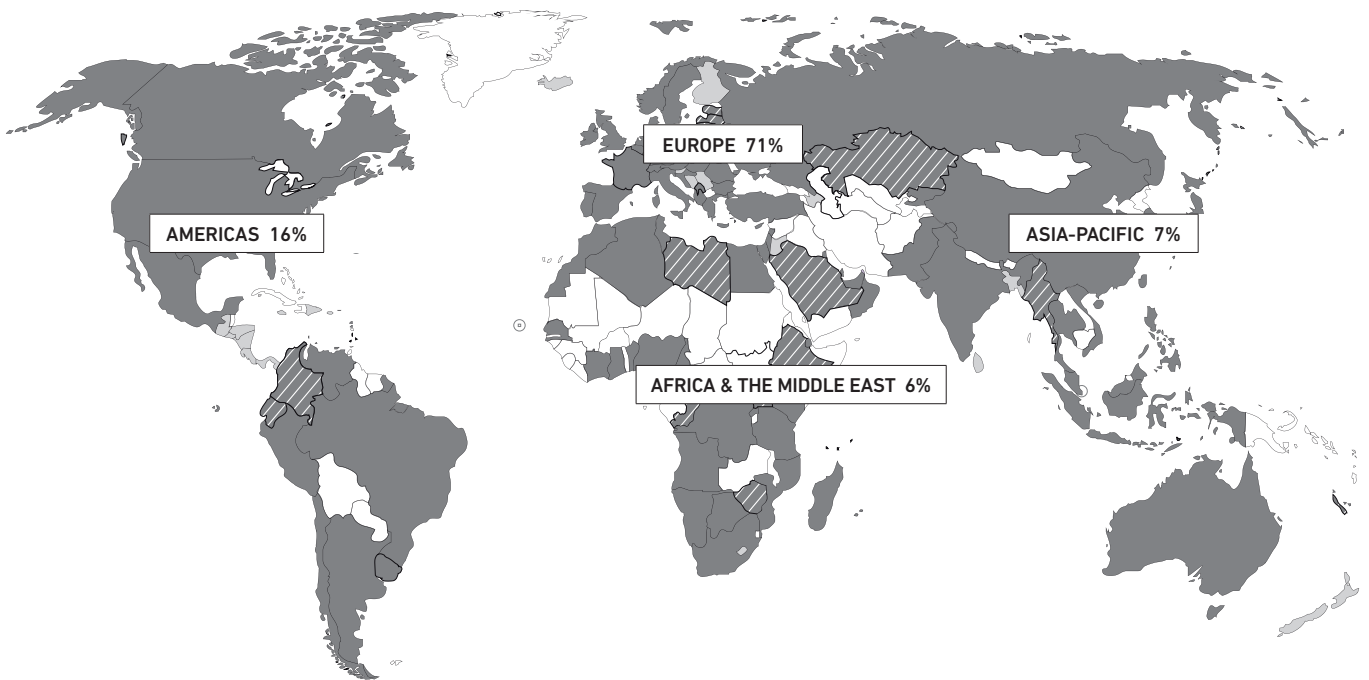 EUROPE 71%
AMERICAS 16%
ASIA-PACIFIC 7%
AFRICA & THE MIDDLE EAST 6%